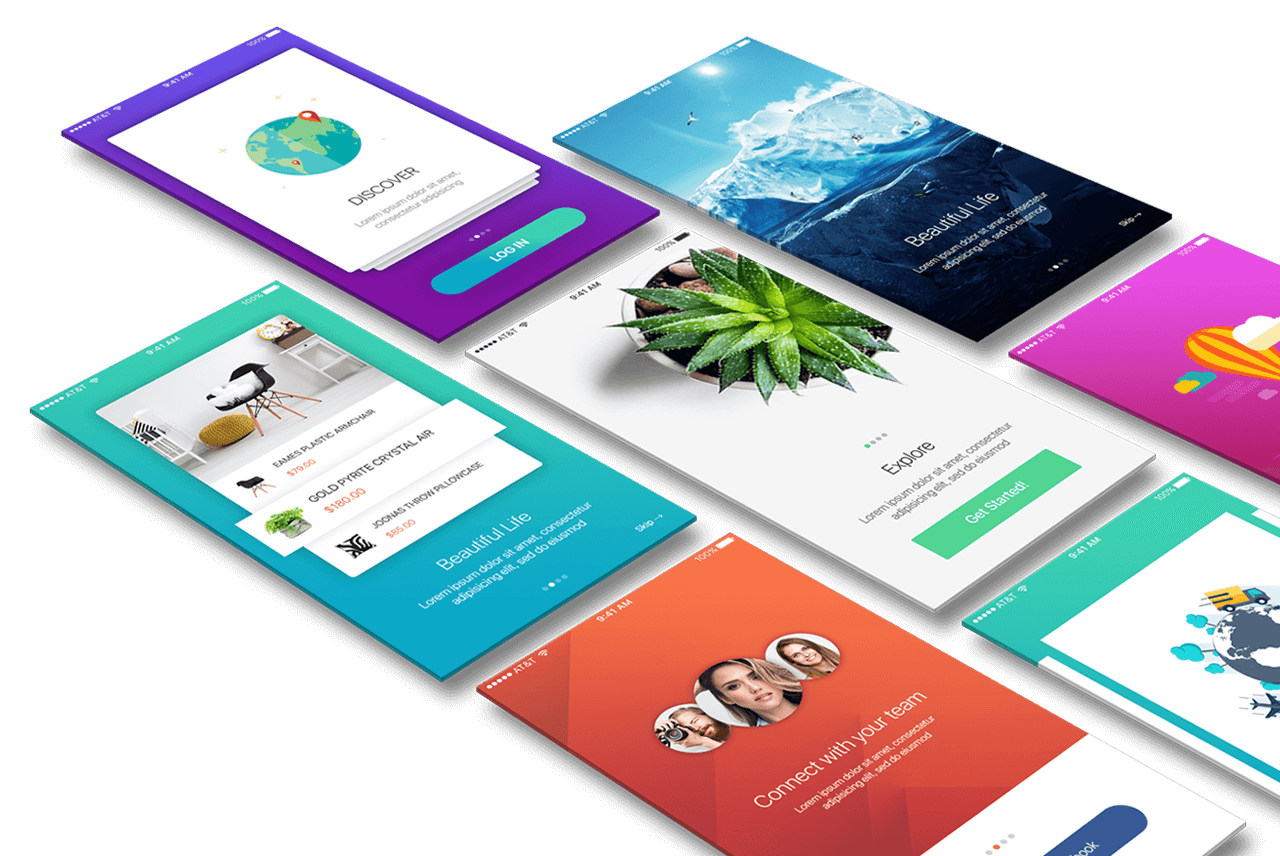 AT&T 9:41 AM 100%
DISCOVER
Lorem ipsum dolor sit amet,
consectetur adipiscing
LOG IN
AT&T 9:41 AM 100%
Beautiful Life
Lorem ipsum dolor sit amet, consectetur
adipisicing elit, sed do eiusmod
Skip →
AT&T 9:41 AM 100%
EAMES PLASTIC ARMCHAIR
$79.00
GOLD PYRITE CRYSTAL AIR
$180.00
JOONAS THROW PILLOWCASE
$85.00
Beautiful Life
Lorem ipsum dolor sit amet, consectetur
adipisicing elit, sed do eiusmod
Skip →
AT&T 9:41 AM 100%
Explore
Lorem ipsum dolor sit amet, consectetur
adipisicing elit, sed do eiusmod
Get Started!
AT&T 9:41 AM 100%
AT&T 9:41 AM 100%
Connect with your team
Lorem ipsum dolor sit amet, consectetur
adipisicing elit, sed do eiusmod
AT&T 9:41 AM 100%